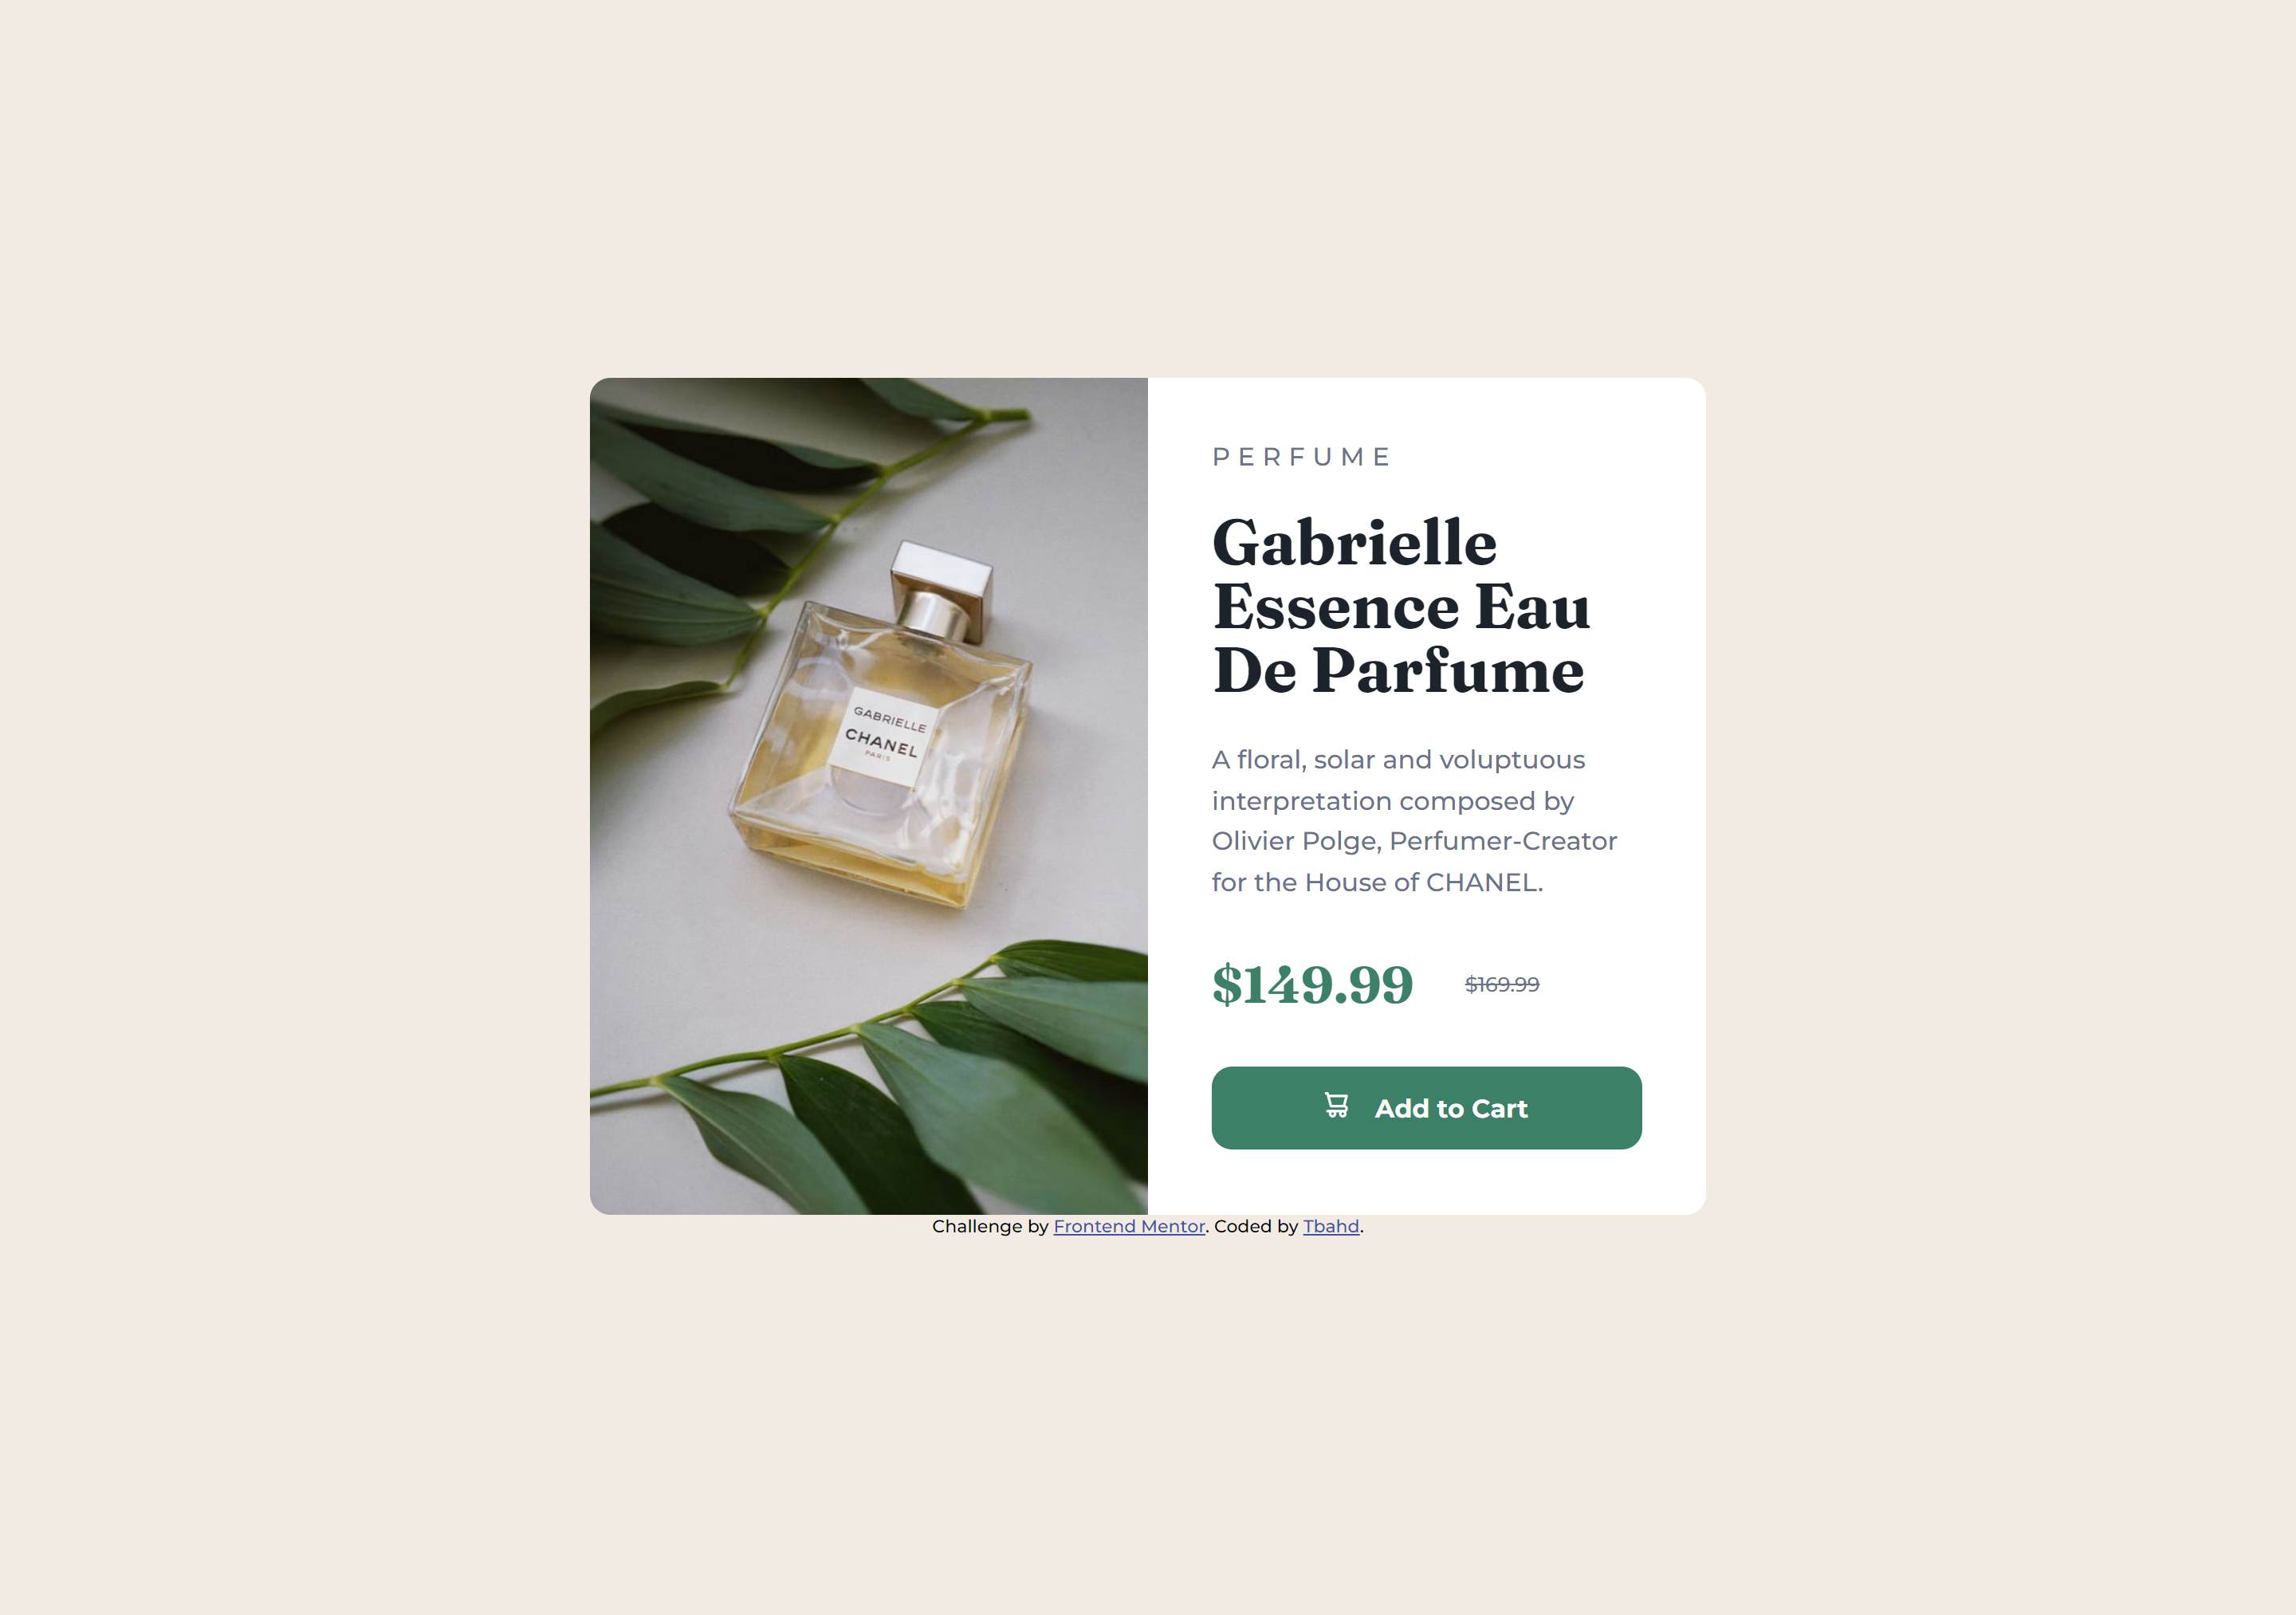 GABRIELLE
CHANEL
PARIS
PERFUME
Gabrielle
Essence Eau
De Parfume
A floral, solar and voluptuous
interpretation composed by
Olivier Polge, Perfumer-Creator
for the House of CHANEL.
$149.99 $169.99
Add to Cart
Challenge by Frontend Mentor. Coded by Tbahd.